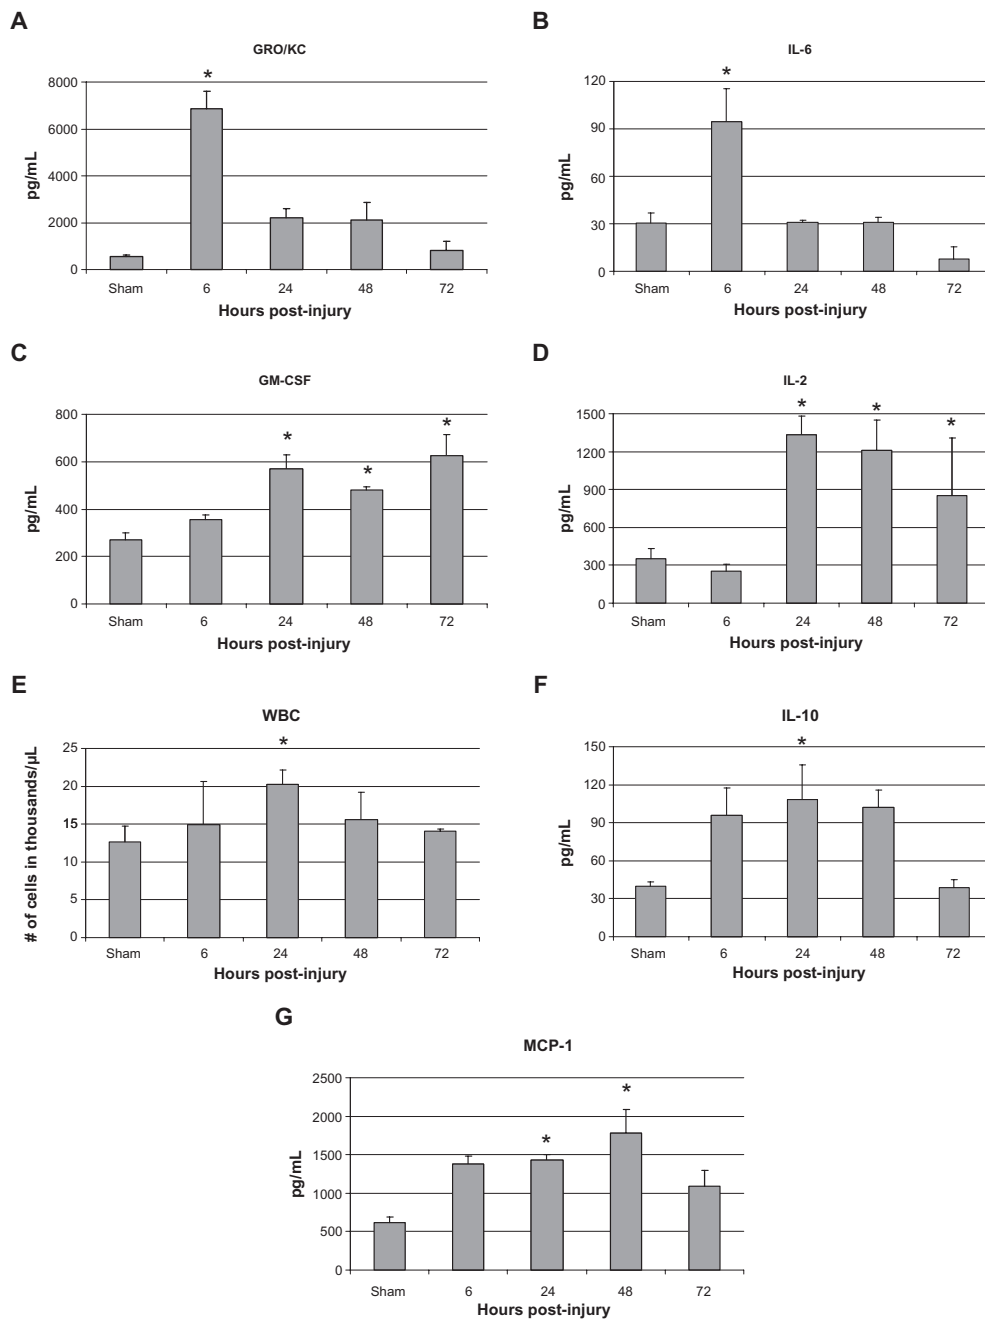 A
GRO/KC
pg/mL
8000
6000
4000
2000
0
*
Sham 6 24 48 72
Hours post-injury
B
IL-6
pg/mL
120
90
60
30
0
*
Sham 6 24 48 72
Hours post-injury
C
GM-CSF
pg/mL
800
600
400
200
0
* * *
Sham 6 24 48 72
Hours post-injury
D
IL-2
pg/mL
1500
1200
900
600
300
0
* * *
Sham 6 24 48 72
Hours post-injury
E
WBC
# of cells in thousands/µL
25
20
15
10
5
0
*
Sham 6 24 48 72
Hours post-injury
F
IL-10
pg/mL
150
120
90
60
30
0
*
Sham 6 24 48 72
Hours post-injury
G
MCP-1
pg/mL
2500
2000
1500
1000
500
0
* *
Sham 6 24 48 72
Hours post-injury